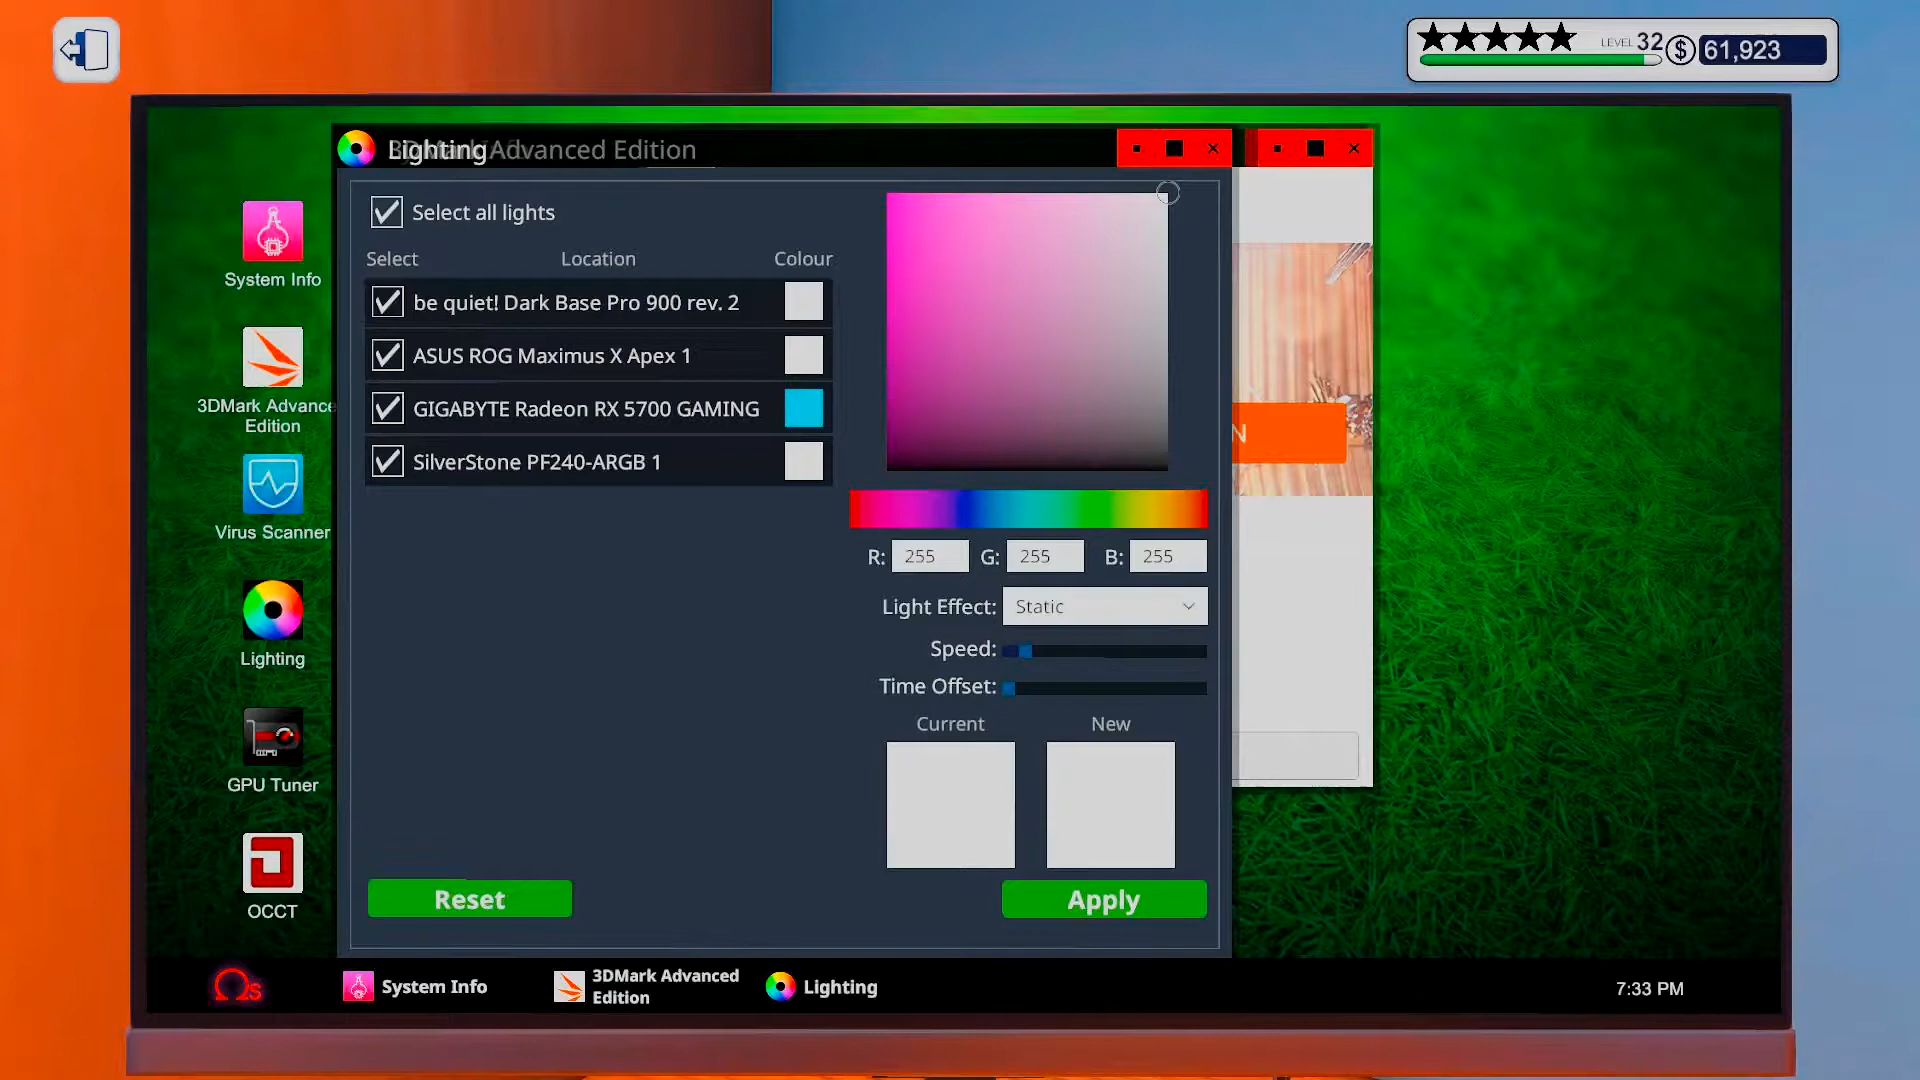 LEVEL 32
$ 61,923
Lighting
Advanced Edition
Select all lights
Select Location Colour
be quiet! Dark Base Pro 900 rev. 2
ASUS ROG Maximus X Apex 1
GIGABYTE Radeon RX 5700 GAMING
SilverStone PF240-ARGB 1
R: 255 G: 255 B: 255
Light Effect: Static
Speed:
Time Offset:
Current New
Reset
Apply
N
System Info
3DMark Advance
Edition
Virus Scanner
Lighting
GPU Tuner
OCCT
Ωs
System Info
3DMark Advanced
Edition
Lighting
7:33 PM